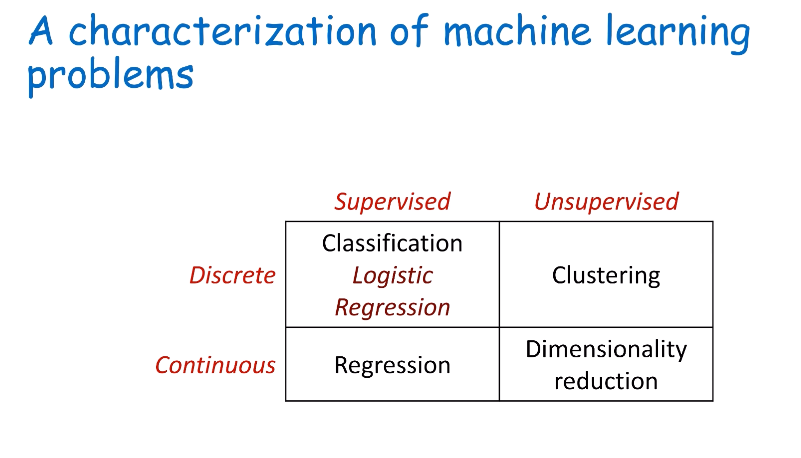 A characterization of machine learning
problems
Supervised Unsupervised
Discrete
Classification
Logistic
Regression
Clustering
Continuous
Regression
Dimensionality
reduction